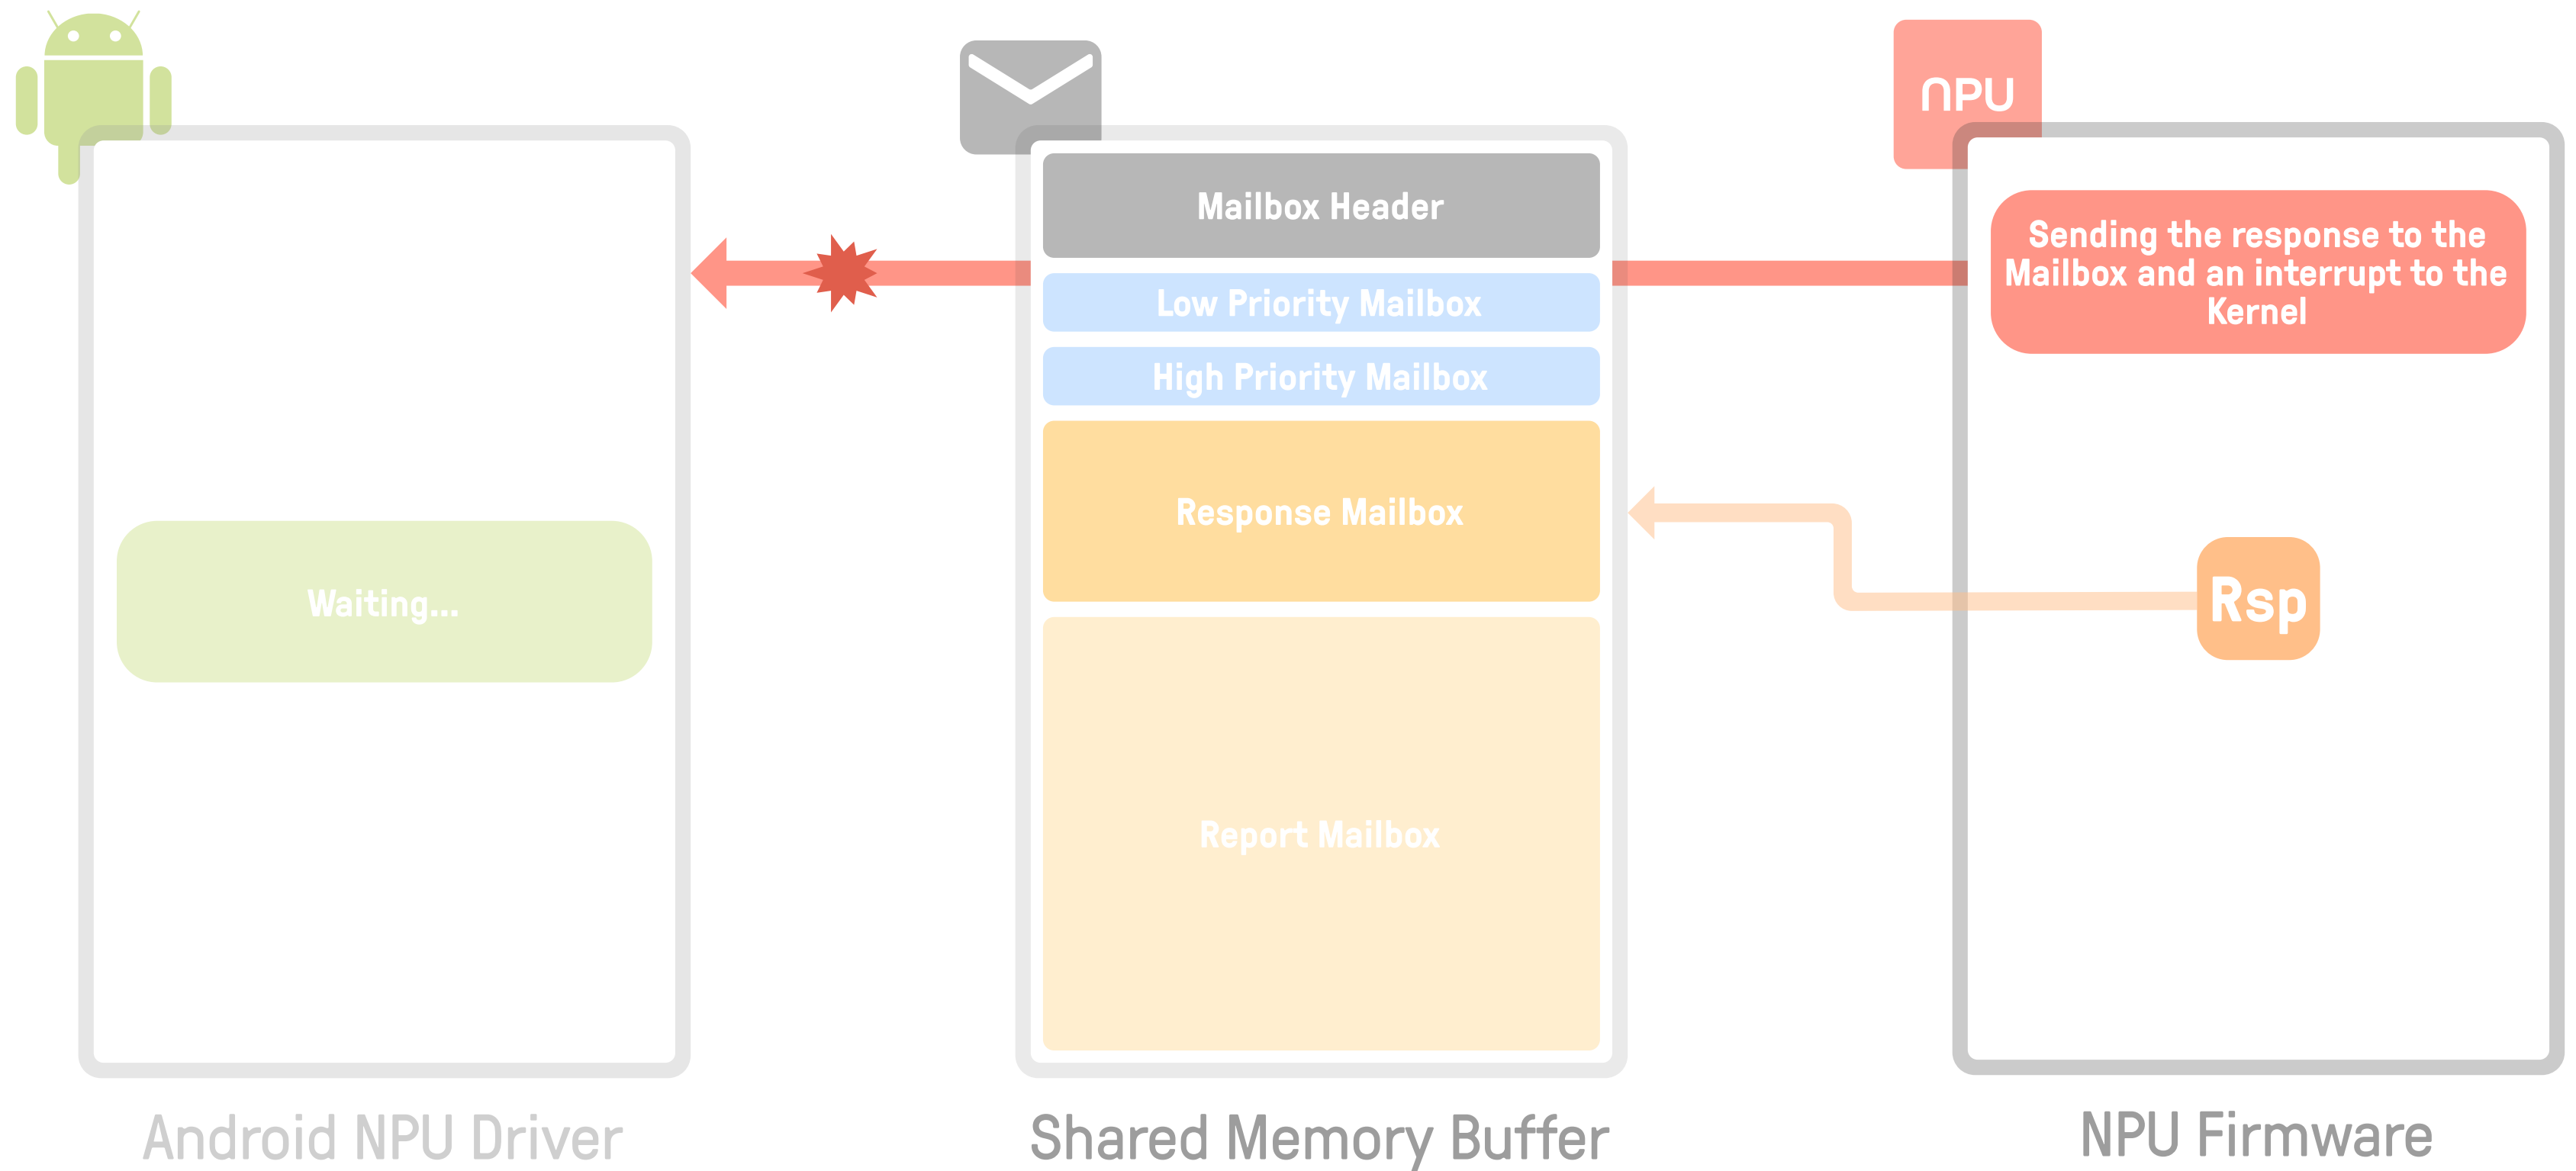 NPU
Mailbox Header
Sending the response to the
Mailbox and an interrupt to the
Kernel
Low Priority Mailbox
High Priority Mailbox
Response Mailbox
Waiting...
Rsp
Report Mailbox
Android NPU Driver
Shared Memory Buffer
NPU Firmware